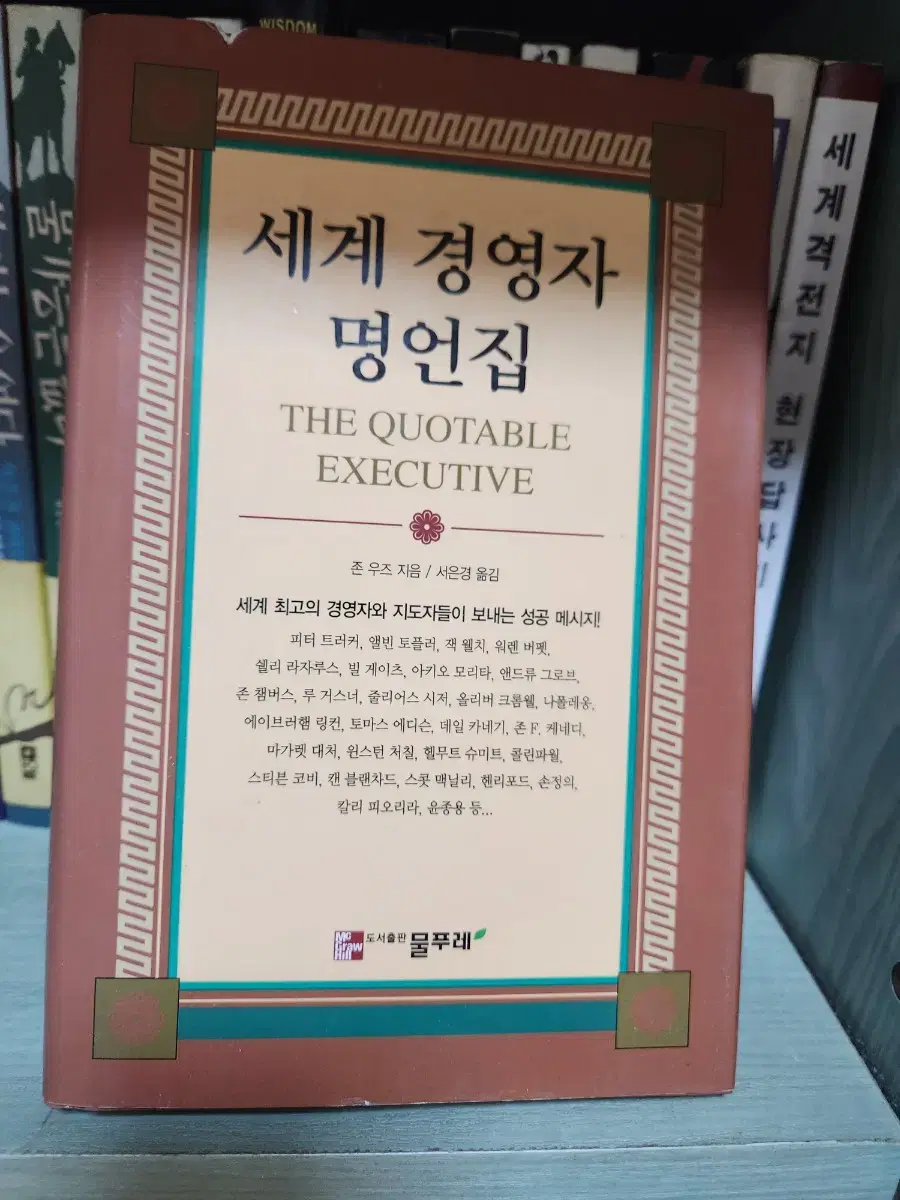 WISDOM
세계 경영자
명언집
THE QUOTABLE
EXECUTIVE
존 우즈 지음 / 서은경 옮김
세계 최고의 경영자와 지도자들이 보내는 성공 메시지!
피터 트러커, 앨빈 토플러, 잭 웰치, 워렌 버펫,
쉘리 라자루스, 빌 게이츠, 아키오 모리타, 앤드류 그로브,
존 챔버스, 루 거스너, 줄리어스 시저, 올리버 크롬웰, 나폴레옹,
에이브러햄 링컨, 토마스 에디슨, 데일 카네기, 존 F. 케네디,
마가렛 대처, 윈스턴 처칠, 헬무트 슈미트, 콜린파월,
스티븐 코비, 캔 블랜차드, 스콧 맥닐리, 헨리포드, 손정의,
칼리 피오리라, 윤종용 등...
Mc
Graw
Hill
도서출판 물푸레
세계 격전지 현장답사기